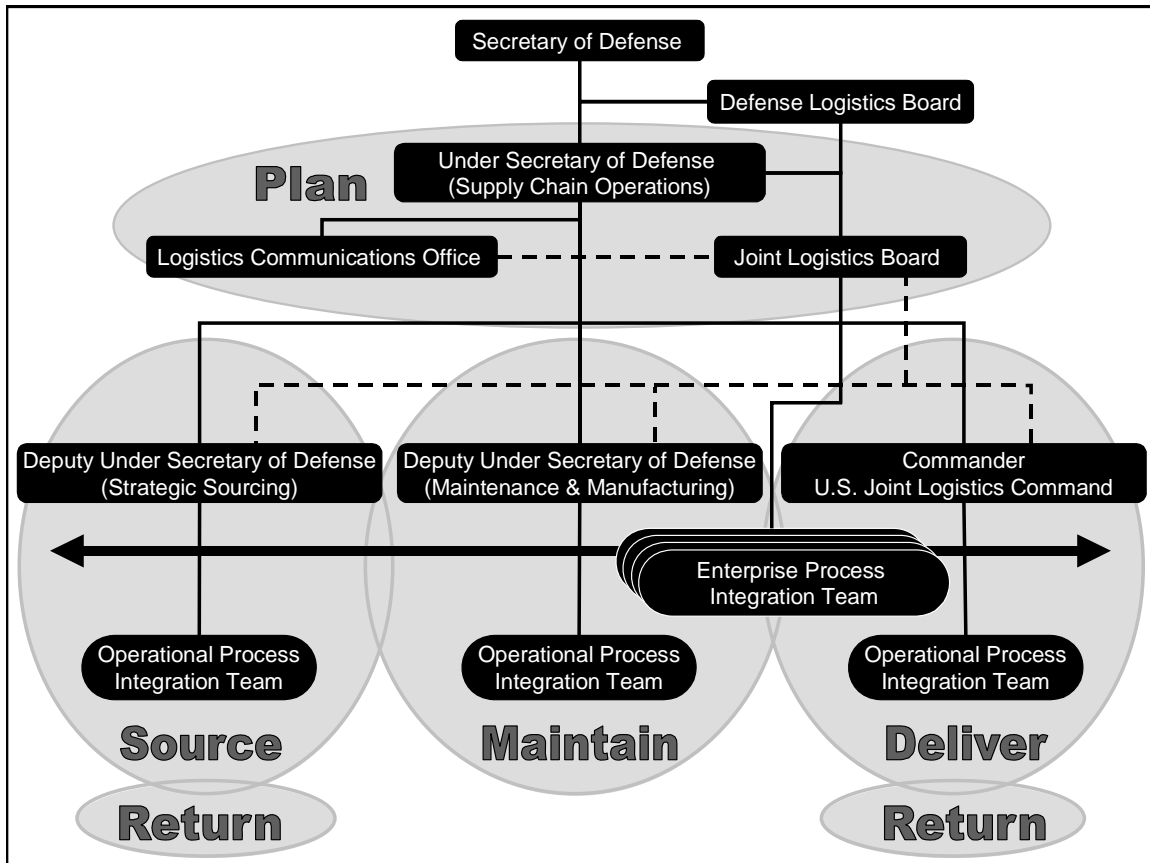 Secretary of Defense
Defense Logistics Board
Under Secretary of Defense
(Supply Chain Operations)
Plan
Logistics Communications Office
Joint Logistics Board
Deputy Under Secretary of Defense
(Strategic Sourcing)
Deputy Under Secretary of Defense
(Maintenance & Manufacturing)
Commander
U.S. Joint Logistics Command
Enterprise Process
Integration Team
Operational Process
Integration Team
Operational Process
Integration Team
Operational Process
Integration Team
Source
Maintain
Deliver
Return
Return